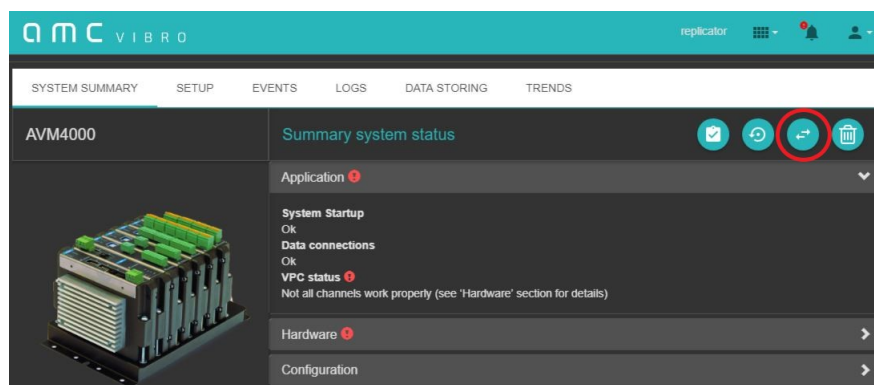 amc VIBRO
replicator
SYSTEM SUMMARY SETUP EVENTS LOGS DATA STORING TRENDS
AVM4000
Summary system status
Application
System Startup
Ok
Data connections
Ok
VPC status
Not all channels work properly (see 'Hardware' section for details)
Hardware
Configuration